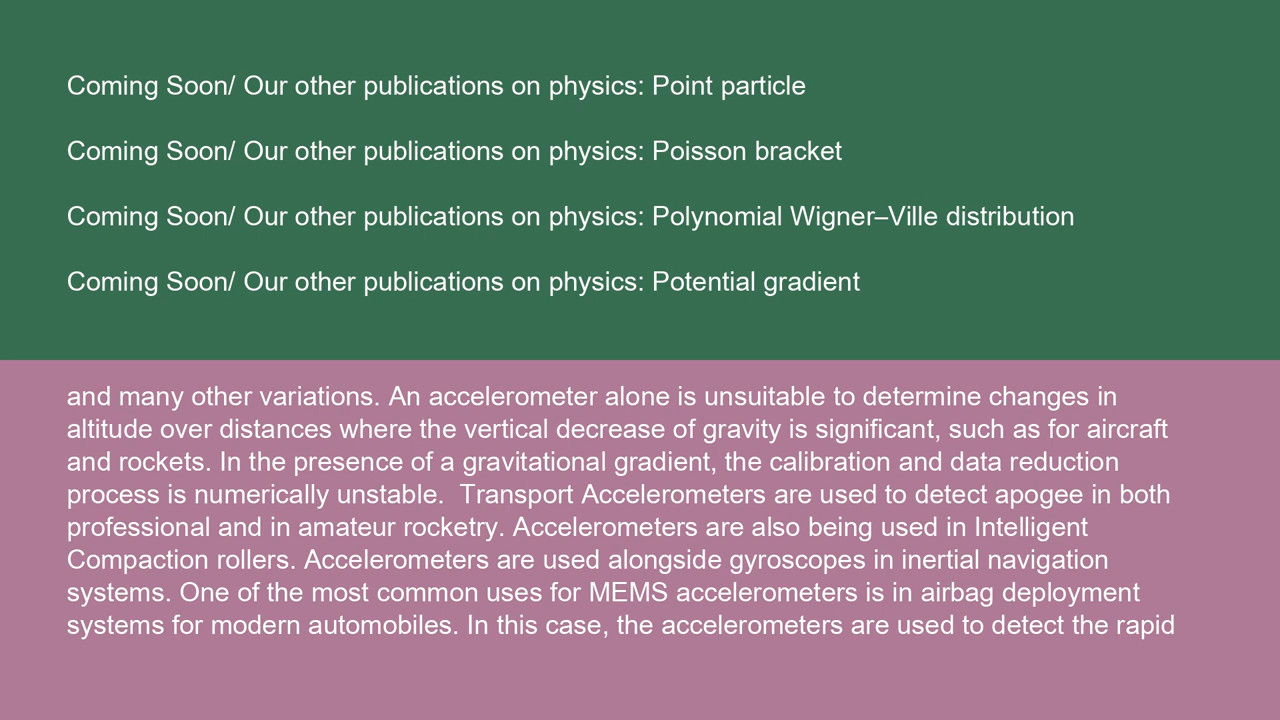 Coming Soon/ Our other publications on physics: Point particle
Coming Soon/ Our other publications on physics: Poisson bracket
Coming Soon/ Our other publications on physics: Polynomial Wigner–Ville distribution
Coming Soon/ Our other publications on physics: Potential gradient
and many other variations. An accelerometer alone is unsuitable to determine changes in
altitude over distances where the vertical decrease of gravity is significant, such as for aircraft
and rockets. In the presence of a gravitational gradient, the calibration and data reduction
process is numerically unstable.  Transport Accelerometers are used to detect apogee in both
professional and in amateur rocketry. Accelerometers are also being used in Intelligent
Compaction rollers. Accelerometers are used alongside gyroscopes in inertial navigation
systems. One of the most common uses for MEMS accelerometers is in airbag deployment
systems for modern automobiles. In this case, the accelerometers are used to detect the rapid